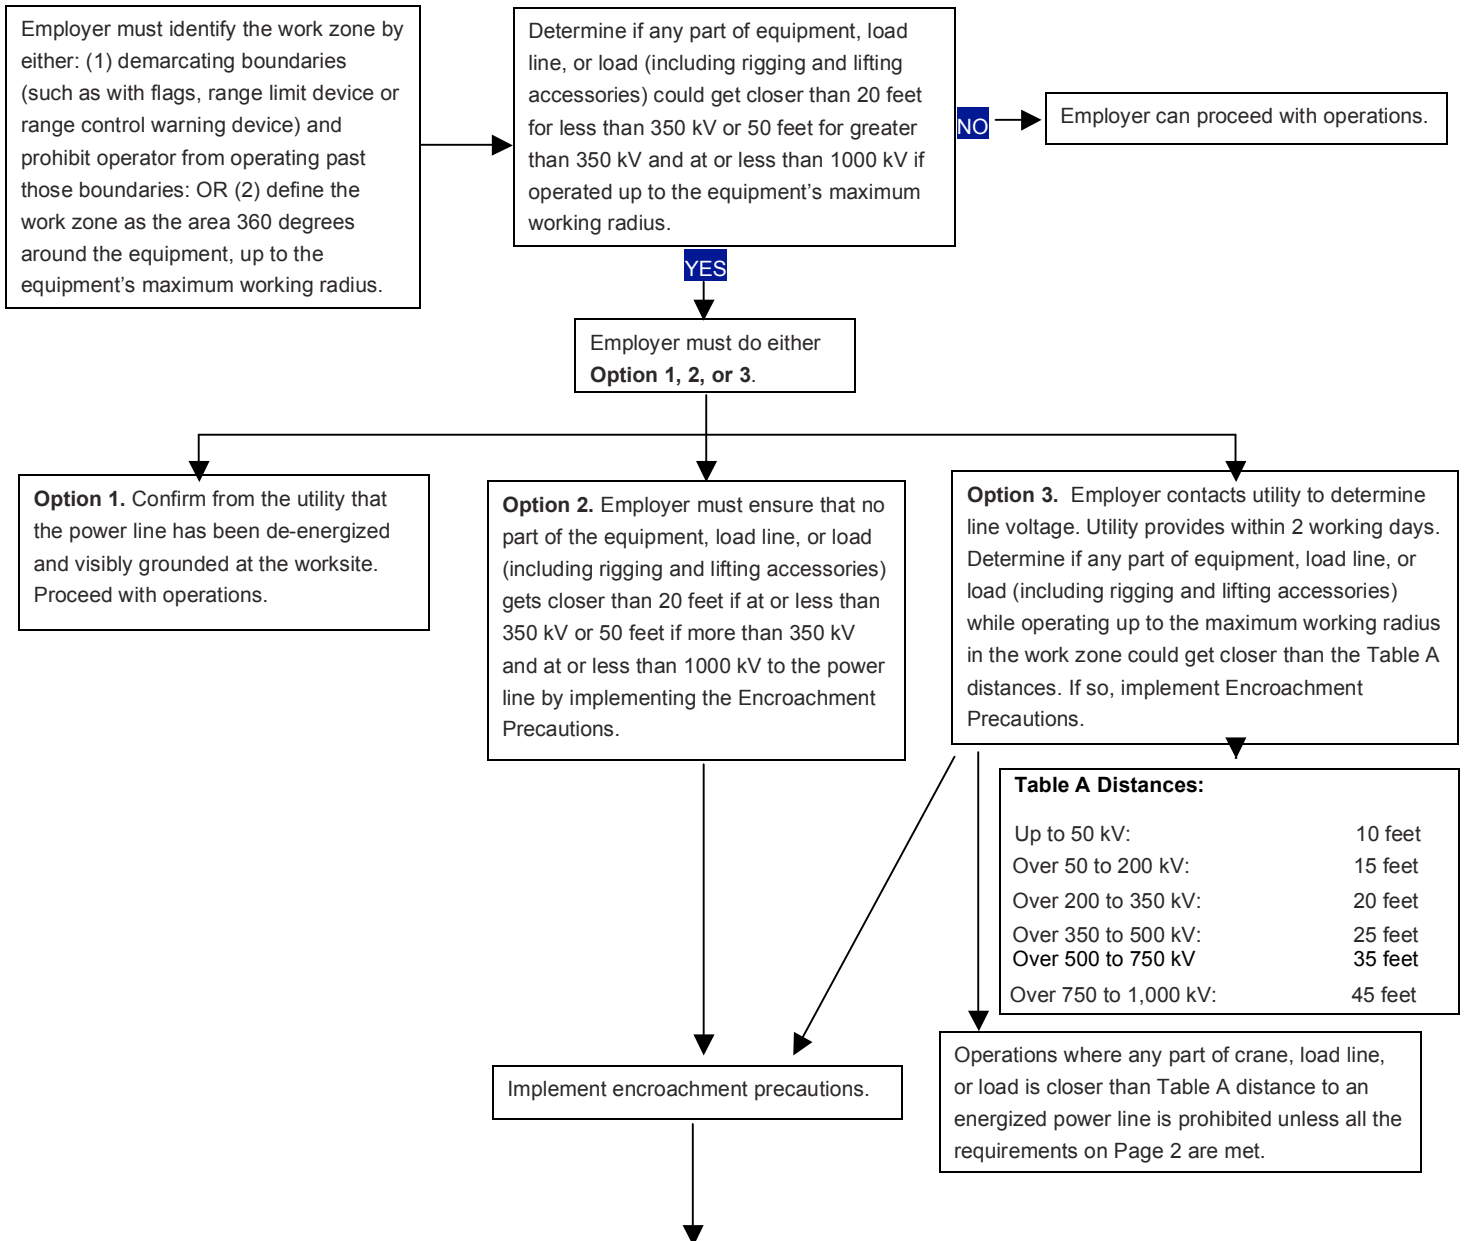 Employer must identify the work zone by
either: (1) demarcating boundaries
(such as with flags, range limit device or
range control warning device) and
prohibit operator from operating past
those boundaries: OR (2) define the
work zone as the area 360 degrees
around the equipment, up to the
equipment’s maximum working radius.
Determine if any part of equipment, load
line, or load (including rigging and lifting
accessories) could get closer than 20 feet
for less than 350 kV or 50 feet for greater
than 350 kV and at or less than 1000 kV if
operated up to the equipment’s maximum
working radius.
NO
Employer can proceed with operations.
YES
Employer must do either
Option 1, 2, or 3.
Option 1. Confirm from the utility that
the power line has been de-energized
and visibly grounded at the worksite.
Proceed with operations.
Option 2. Employer must ensure that no
part of the equipment, load line, or load
(including rigging and lifting accessories)
gets closer than 20 feet if at or less than
350 kV or 50 feet if more than 350 kV
and at or less than 1000 kV to the power
line by implementing the Encroachment
Precautions.
Option 3. Employer contacts utility to determine
line voltage. Utility provides within 2 working days.
Determine if any part of equipment, load line, or
load (including rigging and lifting accessories)
while operating up to the maximum working radius
in the work zone could get closer than the Table A
distances. If so, implement Encroachment
Precautions.
Table A Distances:
Up to 50 kV: 10 feet
Over 50 to 200 kV: 15 feet
Over 200 to 350 kV: 20 feet
Over 350 to 500 kV: 25 feet
Over 500 to 750 kV 35 feet
Over 750 to 1,000 kV: 45 feet
Implement encroachment precautions.
Operations where any part of crane, load line,
or load is closer than Table A distance to an
energized power line is prohibited unless all the
requirements on Page 2 are met.